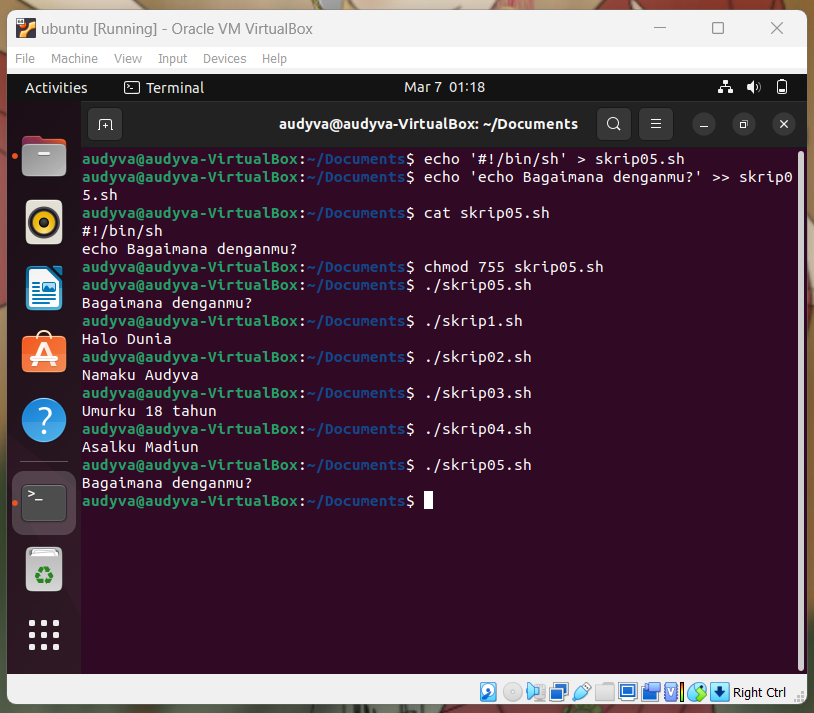 ubuntu [Running] - Oracle VM VirtualBox
File Machine View Input Devices Help
Activities Terminal Mar 7 01:18
audyva@audyva-VirtualBox: ~/Documents
audyva@audyva-VirtualBox:~/Documents$ echo '#!/bin/sh' > skrip05.sh
audyva@audyva-VirtualBox:~/Documents$ echo 'echo Bagaimana denganmu?' >> skrip0
5.sh
audyva@audyva-VirtualBox:~/Documents$ cat skrip05.sh
#!/bin/sh
echo Bagaimana denganmu?
audyva@audyva-VirtualBox:~/Documents$ chmod 755 skrip05.sh
audyva@audyva-VirtualBox:~/Documents$ ./skrip05.sh
Bagaimana denganmu?
audyva@audyva-VirtualBox:~/Documents$ ./skrip1.sh
Halo Dunia
audyva@audyva-VirtualBox:~/Documents$ ./skrip02.sh
Namaku Audyva
audyva@audyva-VirtualBox:~/Documents$ ./skrip03.sh
Umurku 18 tahun
audyva@audyva-VirtualBox:~/Documents$ ./skrip04.sh
Asalku Madiun
audyva@audyva-VirtualBox:~/Documents$ ./skrip05.sh
Bagaimana denganmu?
audyva@audyva-VirtualBox:~/Documents$
Right Ctrl